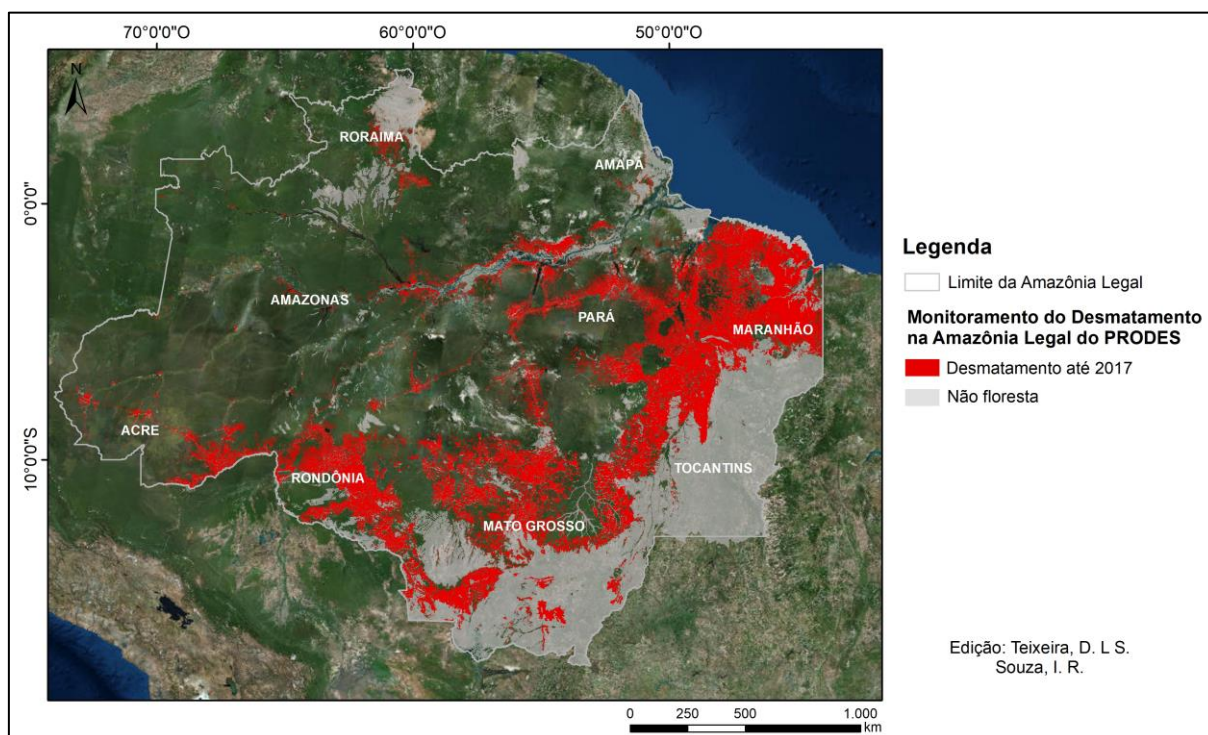 70°0'0"O
60°0'0"O
50°0'0"O
N
RORAIMA
AMAPÁ
0°0'0"
AMAZONAS
PARÁ
MARANHÃO
ACRE
10°0'0"S
RONDÔNIA
TOCANTINS
MATO GROSSO
Legenda
Limite da Amazônia Legal
Monitoramento do Desmatamento
na Amazônia Legal do PRODES
Desmatamento até 2017
Não floresta
Edição: Teixeira, D. L S.
Souza, I. R.
0 250 500 1.000
km